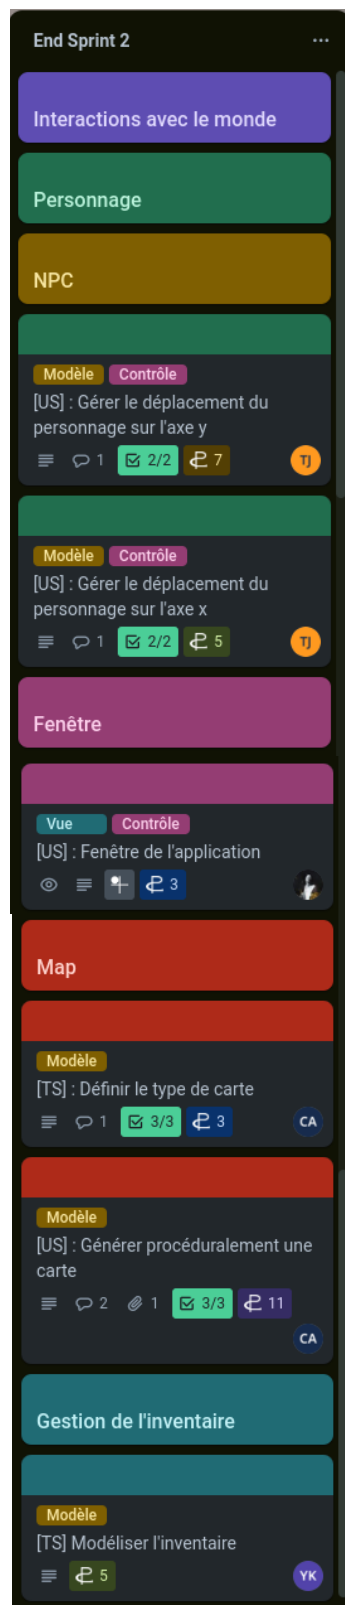 End Sprint 2
Interactions avec le monde
Personnage
NPC
Modèle Contrôle
[US] : Gérer le déplacement du
personnage sur l'axe y
1 2/2 7 TJ
Modèle Contrôle
[US] : Gérer le déplacement du
personnage sur l'axe x
1 2/2 5 TJ
Fenêtre
Vue Contrôle
[US] : Fenêtre de l'application
3
Map
Modèle
[TS] : Définir le type de carte
1 3/3 3 CA
Modèle
[US] : Générer procéduralement une
carte
2 1 3/3 11
CA
Gestion de l'inventaire
Modèle
[TS] Modéliser l'inventaire
5 YK